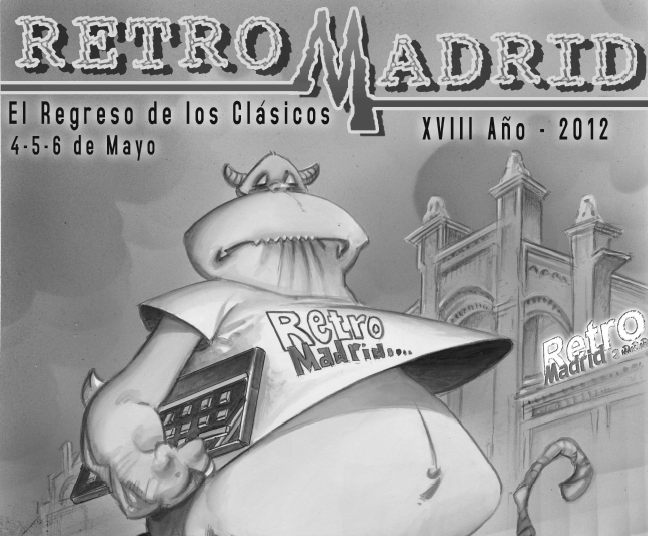 RETROMADRID
El Regreso de los Clásicos
4-5-6 de Mayo
XVIII Año - 2012
Retro
Madrid....
Retro
Madrid